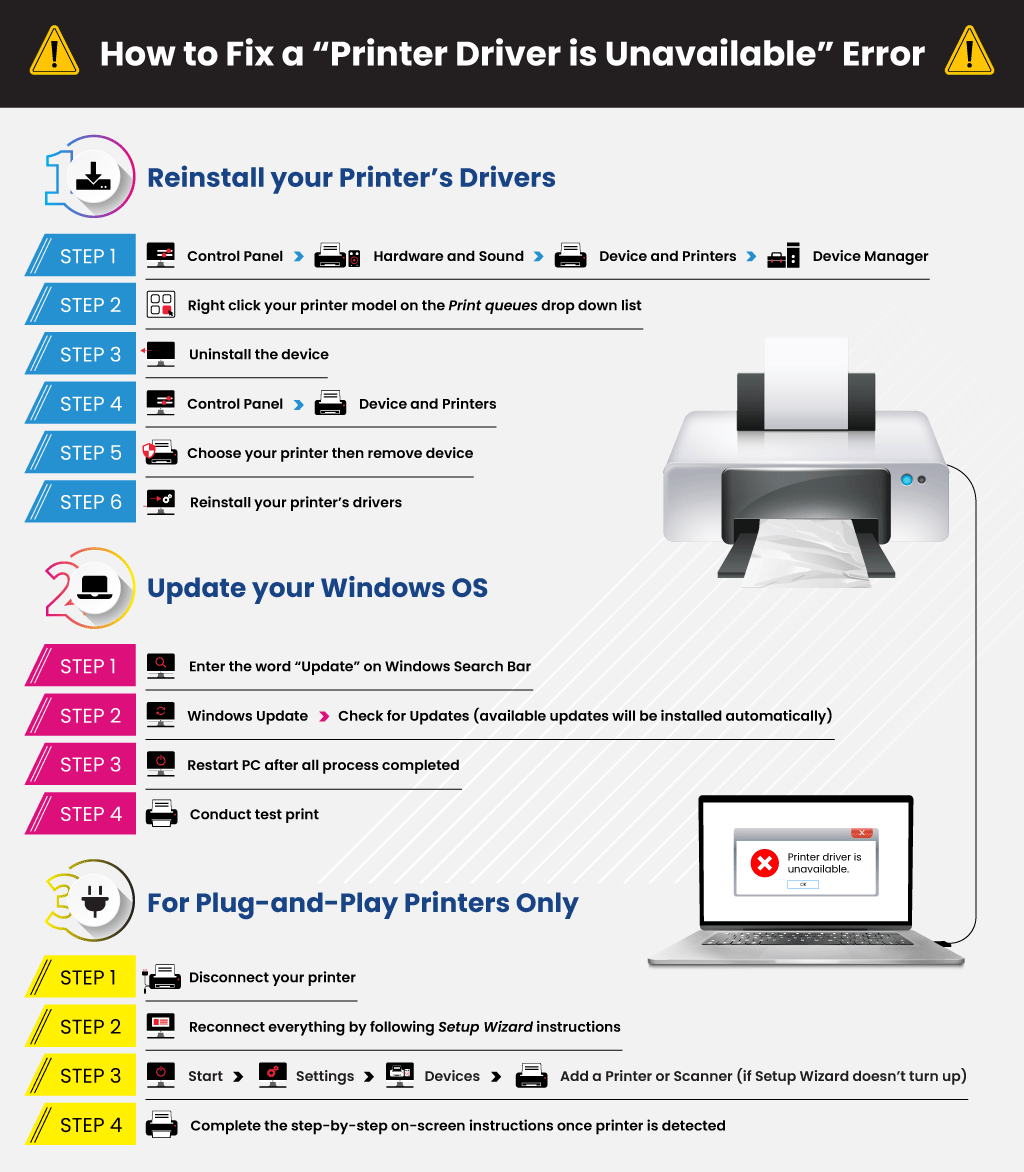 How to Fix a “Printer Driver is Unavailable” Error
1
Reinstall your Printer’s Drivers
STEP 1 Control Panel Hardware and Sound Device and Printers Device Manager
STEP 2 Right click your printer model on the Print queues drop down list
STEP 3 Uninstall the device
STEP 4 Control Panel Device and Printers
STEP 5 Choose your printer then remove device
STEP 6 Reinstall your printer’s drivers
2
Update your Windows OS
STEP 1 Enter the word “Update” on Windows Search Bar
STEP 2 Windows Update Check for Updates (available updates will be installed automatically)
STEP 3 Restart PC after all process completed
STEP 4 Conduct test print
X
Printer driver is
unavailable.
OK
3
For Plug-and-Play Printers Only
STEP 1 Disconnect your printer
STEP 2 Reconnect everything by following Setup Wizard instructions
STEP 3 Start Settings Devices Add a Printer or Scanner (if Setup Wizard doesn’t turn up)
STEP 4 Complete the step-by-step on-screen instructions once printer is detected